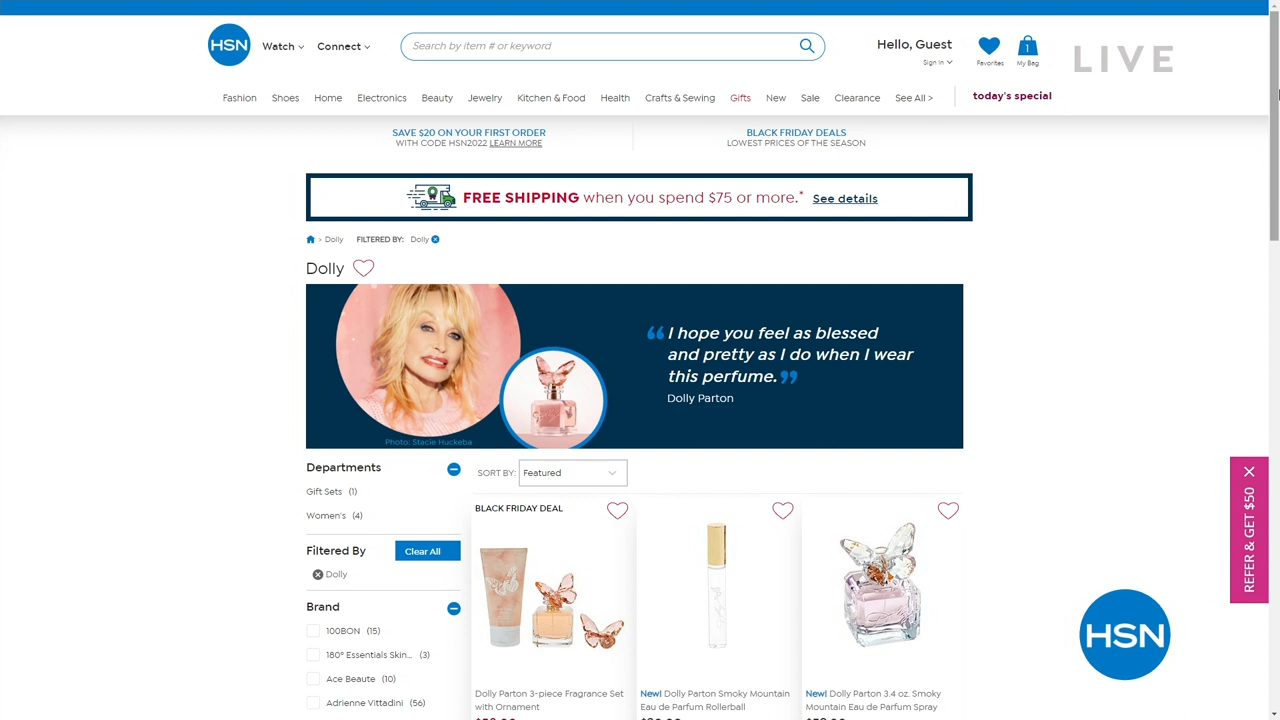 HSN
Watch
Connect
Search by item # or keyword
Hello, Guest
Sign In
Favorites
1
My Bag
LIVE
Fashion
Shoes
Home
Electronics
Beauty
Jewelry
Kitchen & Food
Health
Crafts & Sewing
Gifts
New
Sale
Clearance
See All >
today's special
SAVE $20 ON YOUR FIRST ORDER
WITH CODE HSN2022 LEARN MORE
BLACK FRIDAY DEALS
LOWEST PRICES OF THE SEASON
FREE SHIPPING when you spend $75 or more.* See details
> Dolly FILTERED BY: Dolly
Dolly
“I hope you feel as blessed
and pretty as I do when I wear
this perfume.”
Dolly Parton
Photo: Stacie Huckeba
Departments
Gift Sets (1)
Women's (4)
Filtered By
Clear All
Dolly
Brand
100BON (15)
180° Essentials Skin... (3)
Ace Beaute (10)
Adrienne Vittadini (56)
SORT BY: Featured
BLACK FRIDAY DEAL
Dolly Parton 3-piece Fragrance Set
with Ornament
New! Dolly Parton Smoky Mountain
Eau de Parfum Rollerball
New! Dolly Parton 3.4 oz. Smoky
Mountain Eau de Parfum Spray
REFER & GET $50
HSN